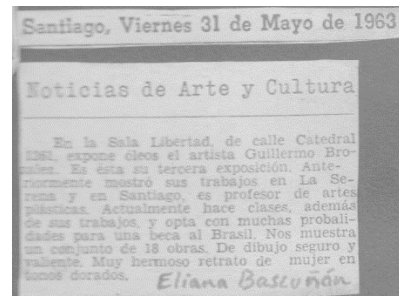 Santiago, Viernes 31 de Mayo de 1963
Noticias de Arte y Cultura
En la Sala Libertad, de calle Catedral
expone óleos el artista Guillermo Bro-
Es ésta su tercera exposición. Ante-
riormente mostró sus trabajos en La Se-
rena y en Santiago, es profesor de artes
plásticas. Actualmente hace clases, además
de sus trabajos, y opta con muchas probali-
dades para una beca al Brasil. Nos muestra
un conjunto de 18 obras. De dibujo seguro y
valiente. Muy hermoso retrato de mujer en
tonos dorados.
Eliana Bascuñán